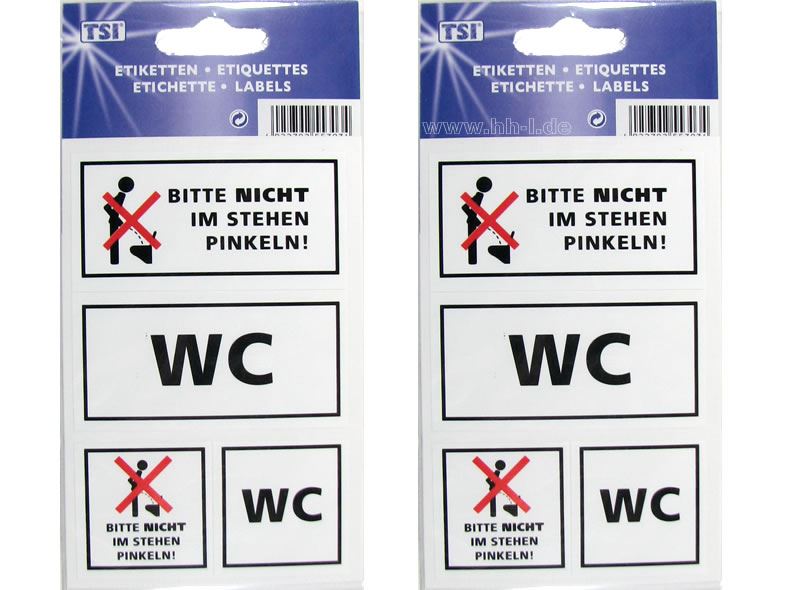 TSI
ETIKETTEN • ETIQUETTES
ETICHETTE • LABELS
BITTE NICHT
IM STEHEN
PINKELN!
WC
BITTE NICHT
IM STEHEN
PINKELN!
WC
TSI
ETIKETTEN • ETIQUETTES
ETICHETTE • LABELS
www.hh-l.de
BITTE NICHT
IM STEHEN
PINKELN!
WC
BITTE NICHT
IM STEHEN
PINKELN!
WC